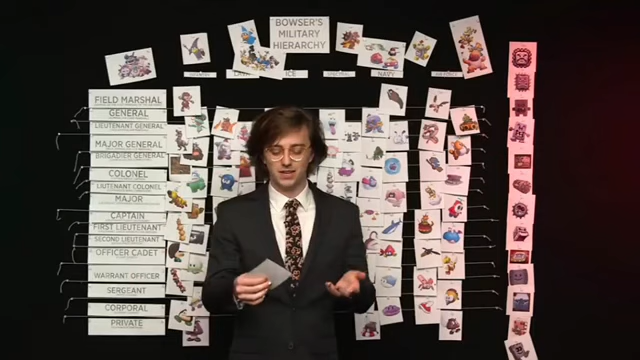 BOWSER'S
MILITARY
HIERARCHY
NAVY
FIELD MARSHAL
GENERAL
LIEUTENANT GENERAL
MAJOR GENERAL
BRIGADIER GENERAL
COLONEL
LIUTENANT COLONEL
MAJOR
CAPTAIN
FIRST LIEUTENANT
SECOND LIEUTENANT
OFFICER CADET
WARRANT OFFICER
SERGEANT
CORPORAL
PRIVATE